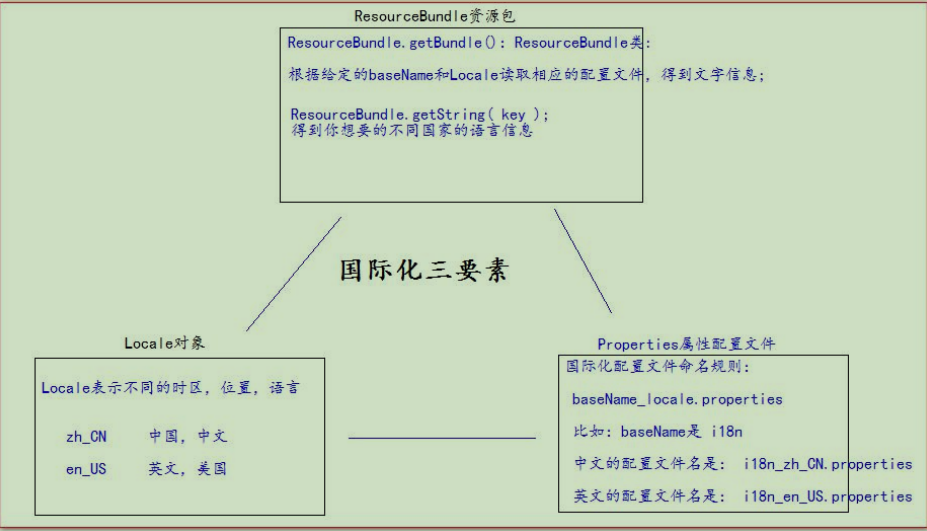 ResourceBundle资源包
ResourceBundle.getBundle(): ResourceBundle类:
根据给定的baseName和Locale读取相应的配置文件, 得到文字信息;
ResourceBundle.getString( key );
得到你想要的不同国家的语言信息
国际化三要素
Locale对象
Locale表示不同的时区, 位置, 语言
zh_CN 中国, 中文
en_US 英文, 美国
Properties属性配置文件
国际化配置文件命名规则:
baseName_locale.properties
比如: baseName是 i18n
中文的配置文件名是: i18n_zh_CN.properties
英文的配置文件名是: i18n_en_US.properties